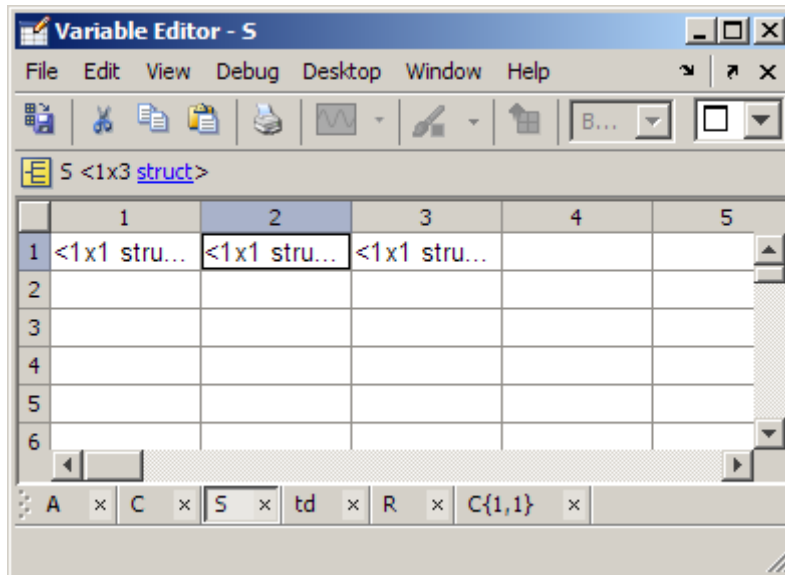 Variable Editor - S
File Edit View Debug Desktop Window Help
B...
S <1x3 struct>
1 2 3 4 5
1 <1x1 stru... <1x1 stru... <1x1 stru...
2
3
4
5
6
A C S td R C{1,1}